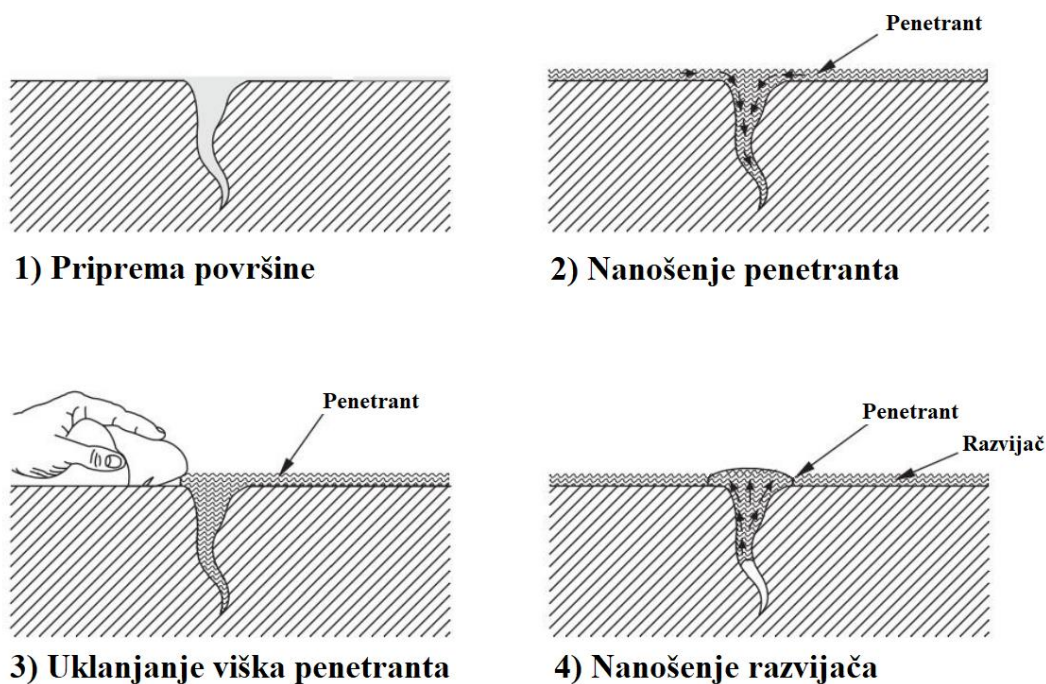 Penetrant
1) Priprema površine
2) Nanošenje penetranta
Penetrant
Penetrant
Razvijač
3) Uklanjanje viška penetranta
4) Nanošenje razvijača